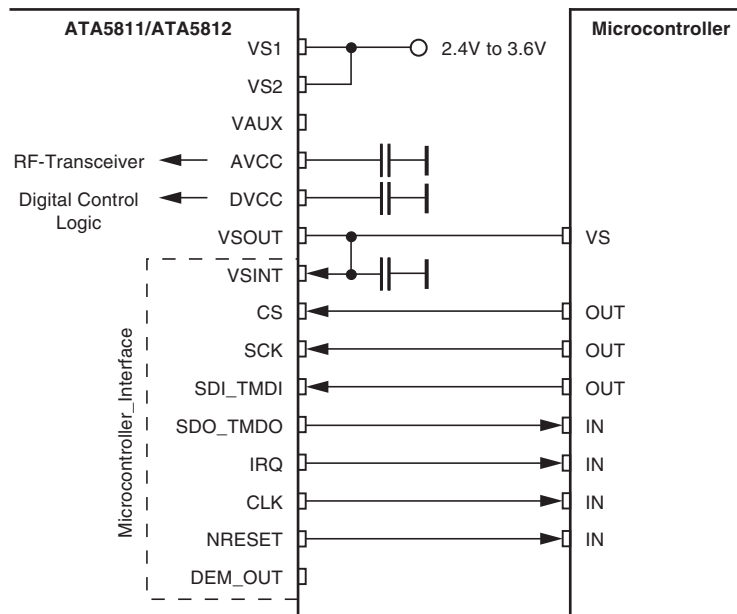 ATA5811/ATA5812
Microcontroller
VS1
2.4V to 3.6V
VS2
VAUX
RF-Transceiver
AVCC
Digital Control
Logic
DVCC
VSOUT
VS
VSINT
CS
OUT
SCK
OUT
SDI_TMDI
OUT
SDO_TMDO
IN
IRQ
IN
CLK
IN
NRESET
IN
DEM_OUT
Microcontroller_Interface